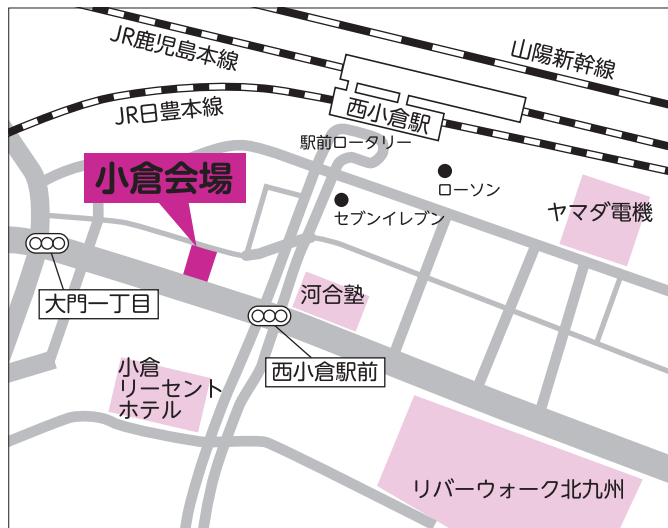 JR鹿児島本線
山陽新幹線
JR日豊本線
西小倉駅
駅前ロータリー
小倉会場
ローソン
セブンイレブン
ヤマダ電機
大門一丁目
河合塾
西小倉駅前
小倉
リーセント
ホテル
リバーウォーク北九州